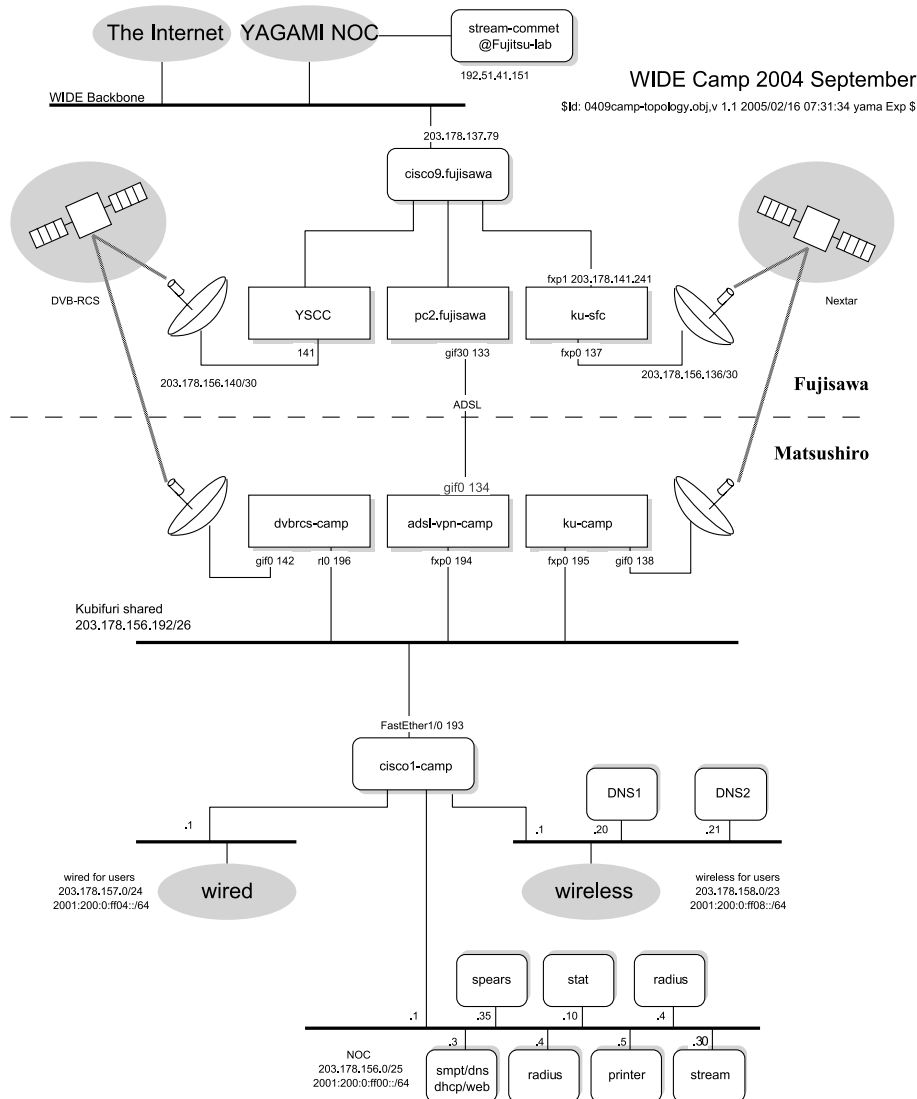 The Internet
YAGAMI NOC
stream-commet
@Fujitsu-lab
192.51.41.151
WIDE Camp 2004 September
$Id: 0409camp-topology.obj,v 1.1 2005/02/16 07:31:34 yama Exp $
WIDE Backbone
203.178.137.79
cisco9.fujisawa
DVB-RCS
Nextar
fxp1 203.178.141.241
YSCC
pc2.fujisawa
ku-sfc
141
gif30 133
fxp0 137
203.178.156.140/30
203.178.156.136/30
Fujisawa
ADSL
Matsushiro
gif0 134
dvbrcs-camp
adsl-vpn-camp
ku-camp
gif0 142
rl0 196
fxp0 194
fxp0 195
gif0 138
Kubifuri shared
203.178.156.192/26
FastEther1/0 193
cisco1-camp
DNS1
DNS2
.1
.1
.20
.21
wired for users
203.178.157.0/24
2001:200:0:ff04::/64
wired
wireless
wireless for users
203.178.158.0/23
2001:200:0:ff08::/64
spears
stat
radius
.1
.35
.10
.4
NOC
203.178.156.0/25
2001:200:0:ff00::/64
.3
.4
.5
.30
smpt/dns
dhcp/web
radius
printer
stream